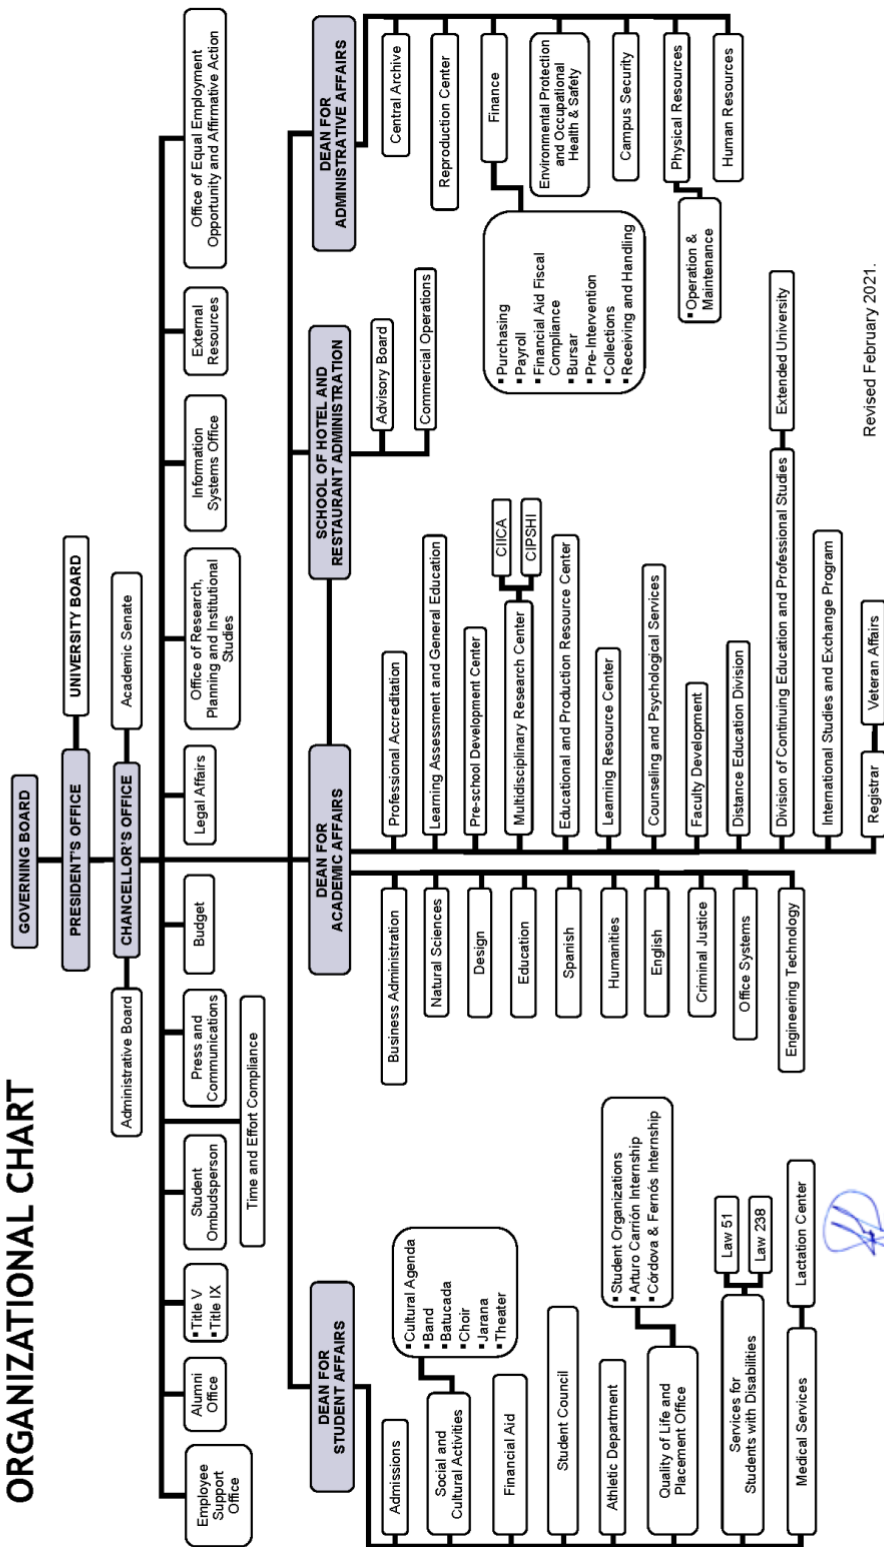 ORGANIZATIONAL CHART
GOVERNING BOARD
PRESIDENT'S OFFICE
UNIVERSITY BOARD
Administrative Board
CHANCELLOR'S OFFICE
Academic Senate
Employee
Support
Office
Alumni
Office
▪Title V
▪Title IX
Student
Ombudsperson
Press and
Communications
Budget
Legal Affairs
Office of Research,
Planning and Institutional
Studies
Information
Systems Office
External
Resources
Office of Equal Employment
Opportunity and Affirmative Action
Time and Effort Compliance
DEAN FOR
STUDENT AFFAIRS
Admissions
Social and
Cultural Activities
▪Cultural Agenda
▪Band
▪Batucada
▪Choir
▪Jarana
▪Theater
Financial Aid
Student Council
Athletic Department
Quality of Life and
Placement Office
▪Student Organizations
▪Arturo Carrión Internship
▪Córdova & Fernós Internship
Services for
Students with Disabilities
Law 51
Law 238
Medical Services
Lactation Center
DEAN FOR
ACADEMIC AFFAIRS
Business Administration
Natural Sciences
Design
Education
Spanish
Humanities
English
Criminal Justice
Office Systems
Engineering Technology
Professional Accreditation
Learning Assessment and General Education
Pre-school Development Center
Multidisciplinary Research Center
CIICA
CIPSHI
Educational and Production Resource Center
Learning Resource Center
Counseling and Psychological Services
Faculty Development
Distance Education Division
Division of Continuing Education and Professional Studies
Extended University
International Studies and Exchange Program
Registrar
Veteran Affairs
SCHOOL OF HOTEL AND
RESTAURANT ADMINISTRATION
Advisory Board
Commercial Operations
DEAN FOR
ADMINISTRATIVE AFFAIRS
Central Archive
Reproduction Center
Finance
▪ Purchasing
▪ Payroll
▪ Financial Aid Fiscal
Compliance
▪ Bursar
▪ Pre-Intervention
▪ Collections
▪ Receiving and Handling
Environmental Protection
and Occupational
Health & Safety
Campus Security
Physical Resources
▪Operation &
Maintenance
Human Resources
Revised February 2021.